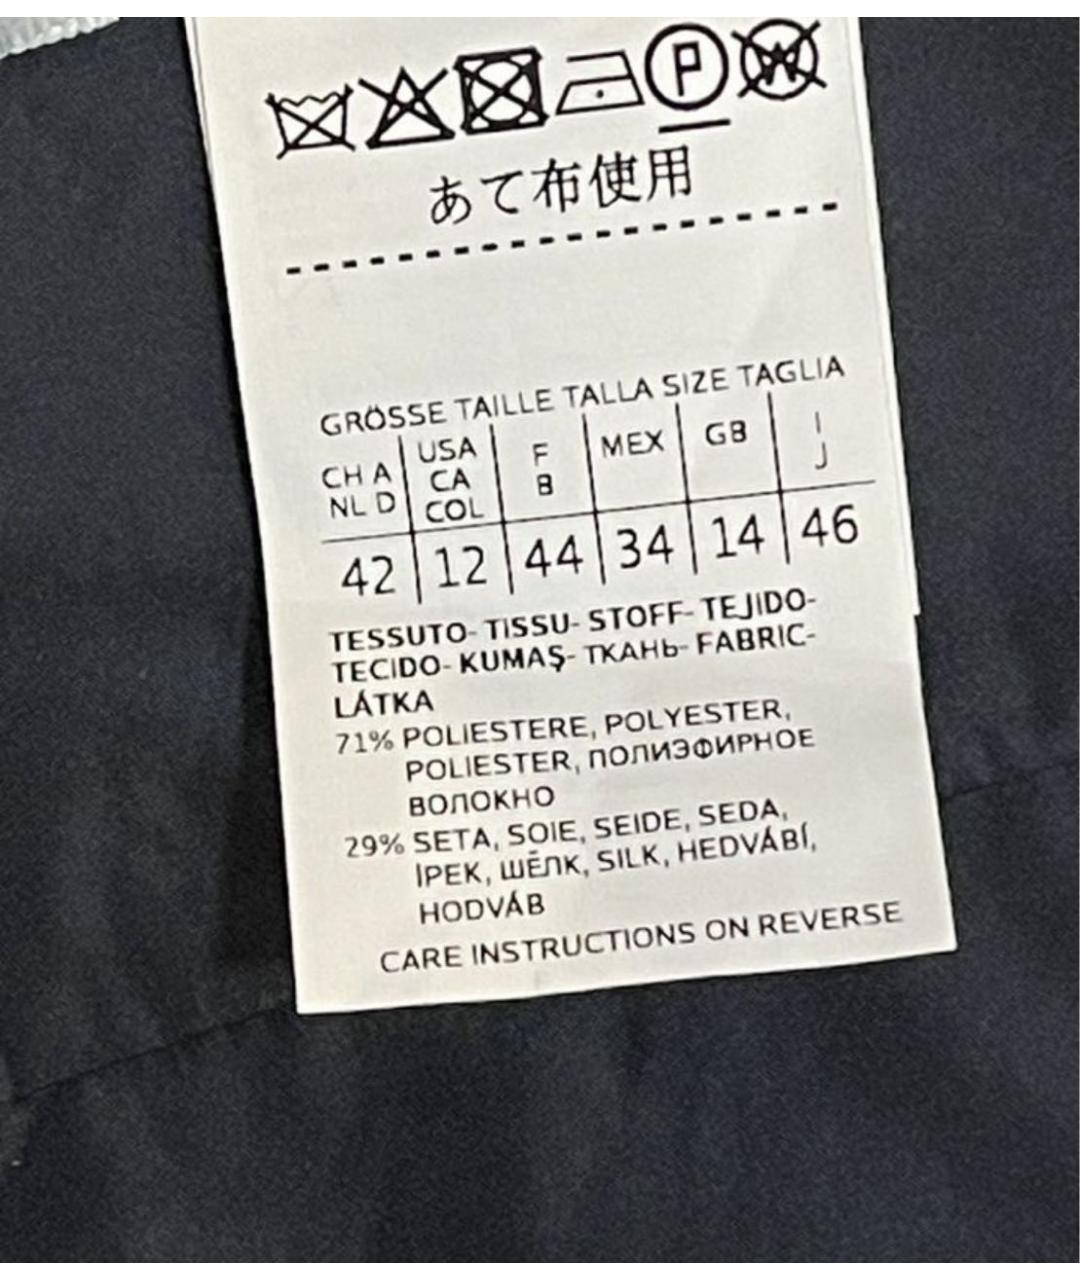 P W
あて布使用
GRÖSSE TAILLE TALLA SIZE TAGLIA
CH A NL D USA CA COL F B MEX GB I J
42 12 44 34 14 46
TESSUTO- TISSU- STOFF- TEJIDO-
TECIDO- KUMAŞ- ТКАНЬ- FABRIC-
LÁTKA
71% POLIESTERE, POLYESTER,
POLIESTER, ПОЛИЭФИРНОЕ
ВОЛОКНО
29% SETA, SOIE, SEIDE, SEDA,
İPEK, ШЁЛК, SILK, HEDVÁBÍ,
HODVÁB
CARE INSTRUCTIONS ON REVERSE